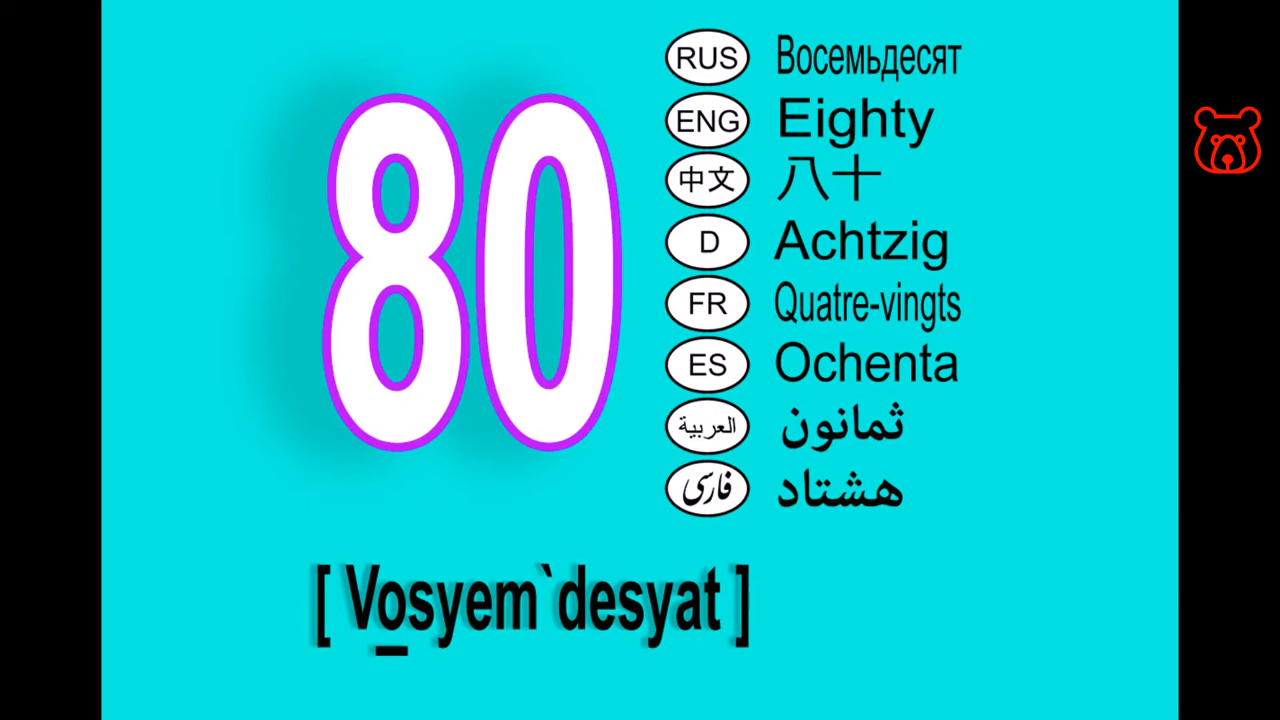 80
RUS Восемьдесят
ENG Eighty
中文 八十
D Achtzig
FR Quatre-vingts
ES Ochenta
العربية ثمانون
فارسی هشتاد
[ Vosyem`desyat ]